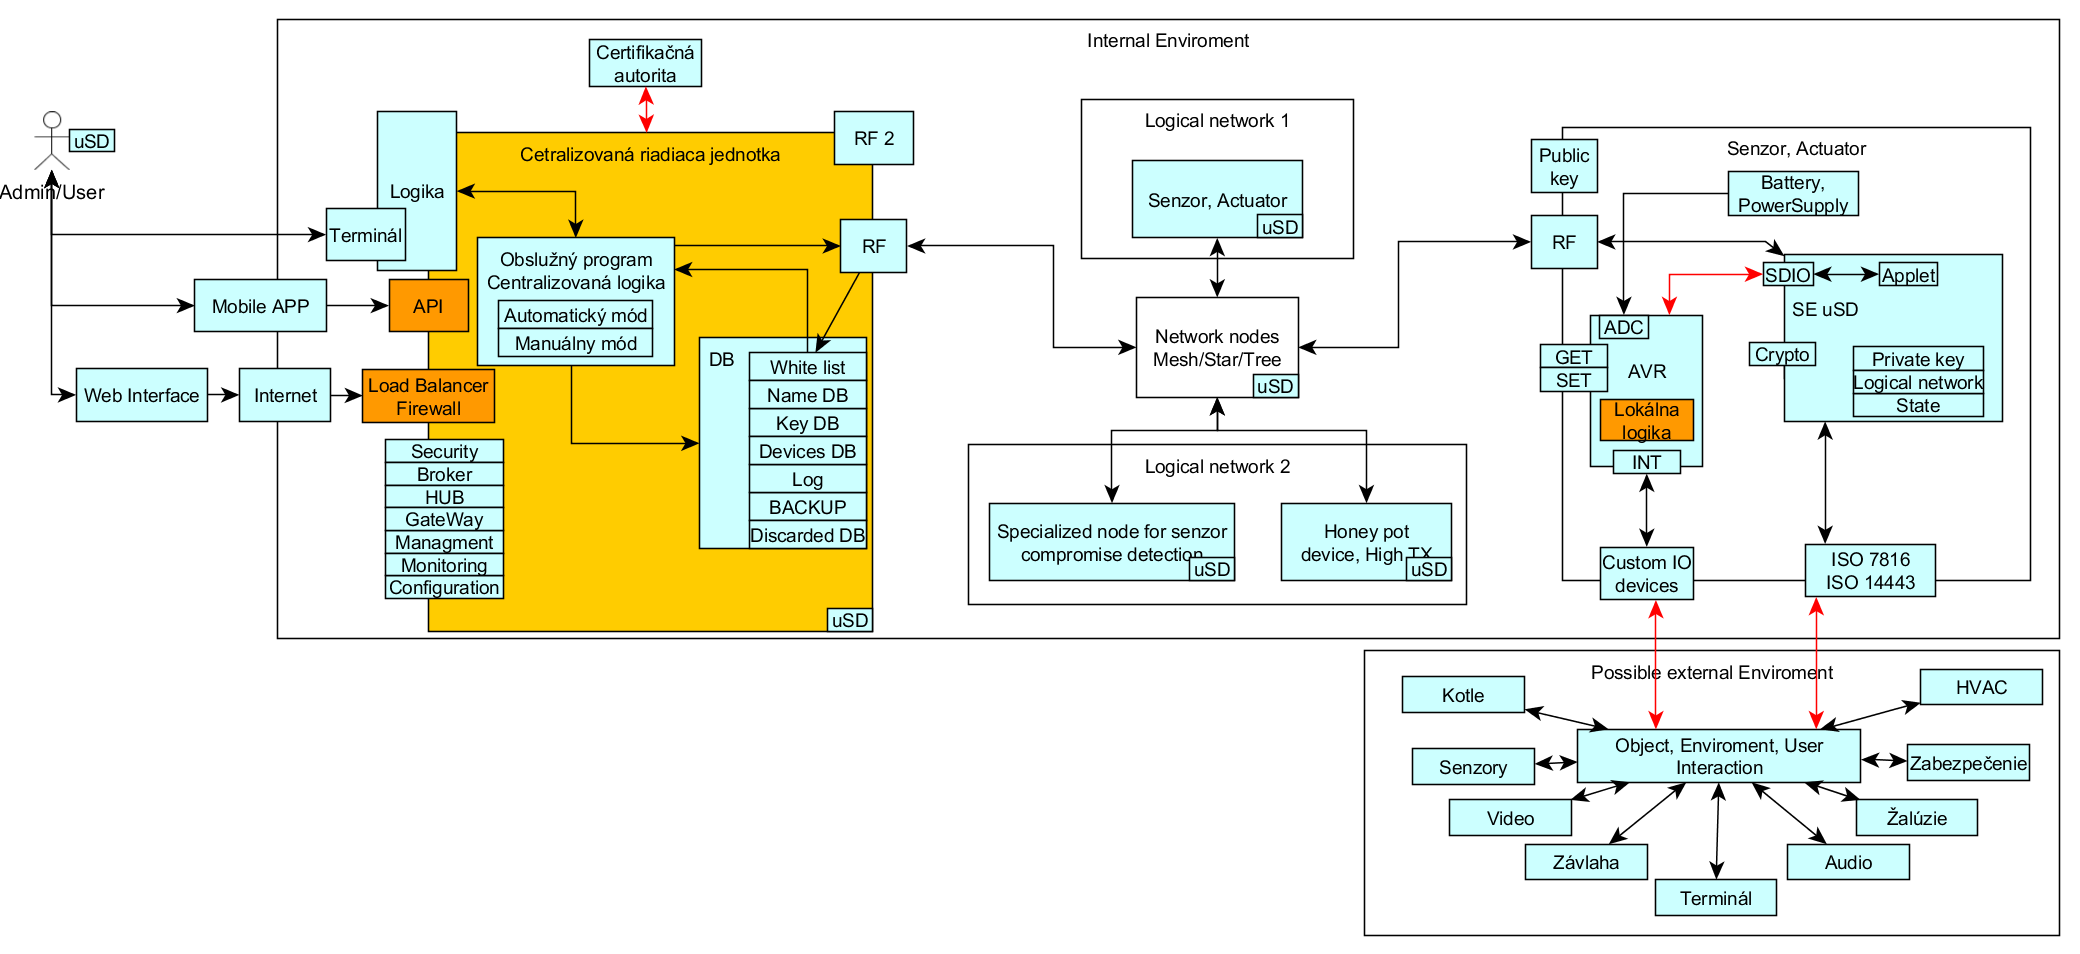 Internal Enviroment
Admin/User
uSD
Certifikačná
autorita
Logika
Terminál
Mobile APP
API
Web Interface
Internet
Load Balancer
Firewall
Security
Broker
HUB
GateWay
Managment
Monitoring
Configuration
Cetralizovaná riadiaca jednotka
RF 2
RF
Obslužný program
Centralizovaná logika
Automatický mód
Manuálny mód
DB
White list
Name DB
Key DB
Devices DB
Log
BACKUP
Discarded DB
uSD
Logical network 1
Senzor, Actuator
uSD
Network nodes
Mesh/Star/Tree
uSD
Logical network 2
Specialized node for senzor
compromise detection
uSD
Honey pot
device, High TX
uSD
Senzor, Actuator
Public
key
RF
Battery,
PowerSupply
SDIO
Applet
SE uSD
Crypto
Private key
Logical network
State
ADC
GET
SET
AVR
Lokálna
logika
INT
Custom IO
devices
ISO 7816
ISO 14443
Possible external Enviroment
Kotle
HVAC
Object, Enviroment, User
Interaction
Senzory
Zabezpečenie
Video
Žalúzie
Závlaha
Audio
Terminál